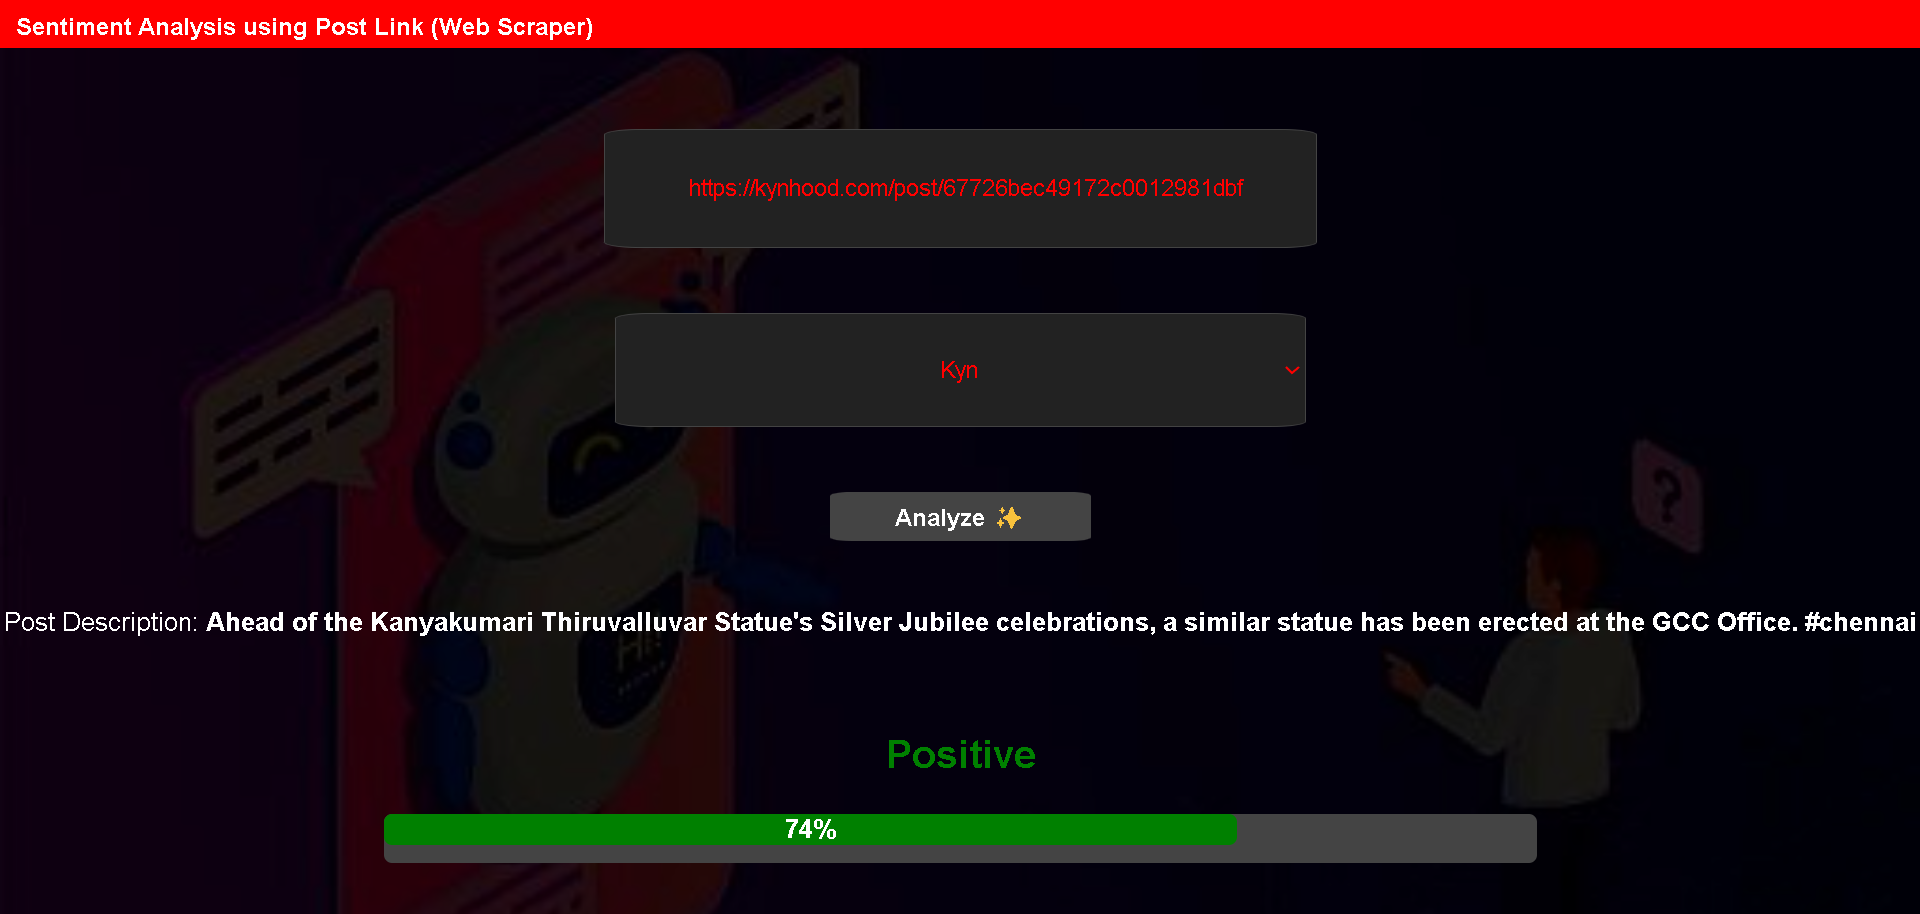 Sentiment Analysis using Post Link (Web Scraper)
https://kynhood.com/post/67726bec49172c0012981dbf
Kyn
Analyze ✨
Post Description: Ahead of the Kanyakumari Thiruvalluvar Statue's Silver Jubilee celebrations, a similar statue has been erected at the GCC Office. #chennai
Hi!
?
Positive
74%